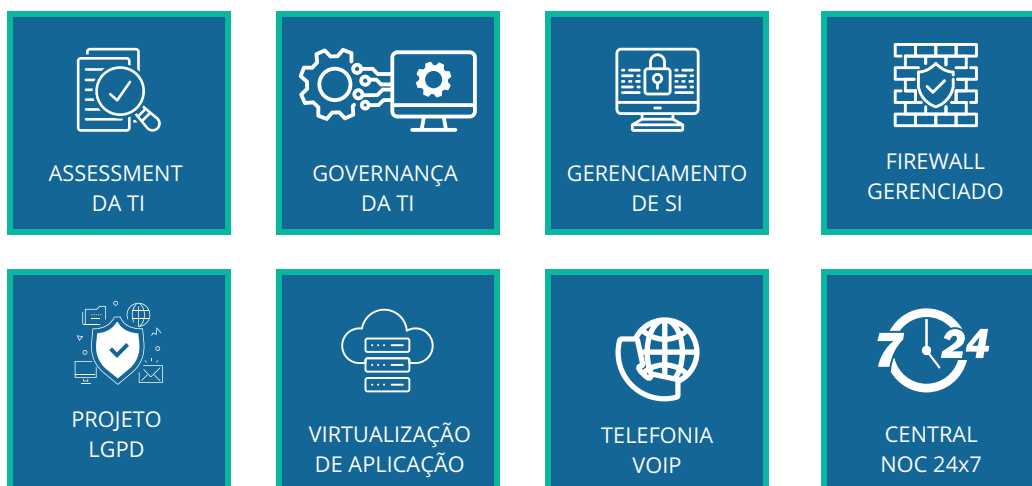 ASSESSMENT
DA TI
GOVERNANÇA
DA TI
GERENCIAMENTO
DE SI
FIREWALL
GERENCIADO
PROJETO
LGPD
VIRTUALIZAÇÃO
DE APLICAÇÃO
TELEFONIA
VOIP
7 24
CENTRAL
NOC 24x7